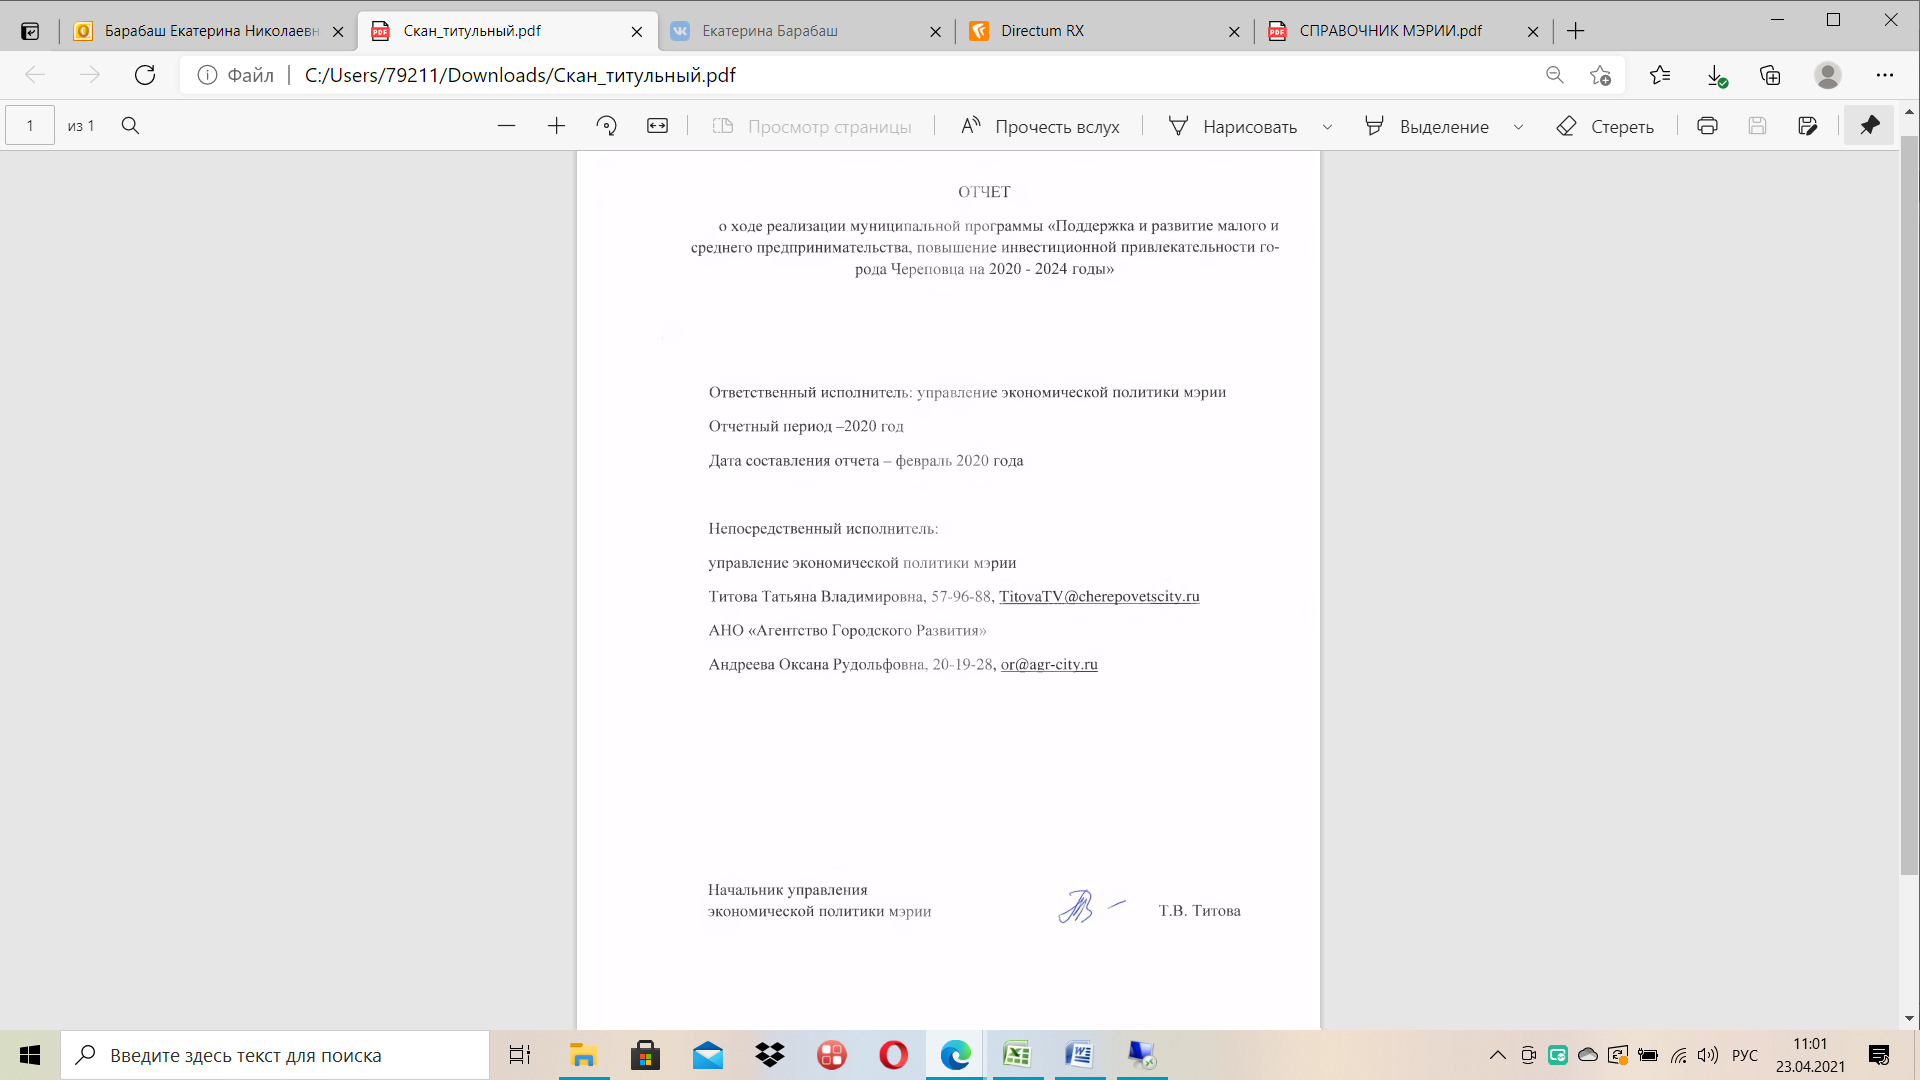 Барабаш Екатерина Николаевн
Скан_титульный.pdf
Екатерина Барабаш
Directum RX
СПРАВОЧНИК МЭРИИ.pdf
Файл | C:/Users/79211/Downloads/Скан_титульный.pdf
1 из 1
Просмотр страницы
Прочесть вслух
Нарисовать
Выделение
Стереть
ОТЧЕТ
о ходе реализации муниципальной программы «Поддержка и развитие малого и
среднего предпринимательства, повышение инвестиционной привлекательности го-
рода Череповца на 2020 - 2024 годы»
Ответственный исполнитель: управление экономической политики мэрии
Отчетный период –2020 год
Дата составления отчета – февраль 2020 года
Непосредственный исполнитель:
управление экономической политики мэрии
Титова Татьяна Владимировна, 57-96-88, TitovaTV@cherepovetscity.ru
АНО «Агентство Городского Развития»
Андреева Оксана Рудольфовна, 20-19-28, or@agr-city.ru
Начальник управления
экономической политики мэрии
Т.В. Титова
Введите здесь текст для поиска
РУС
11:01
23.04.2021